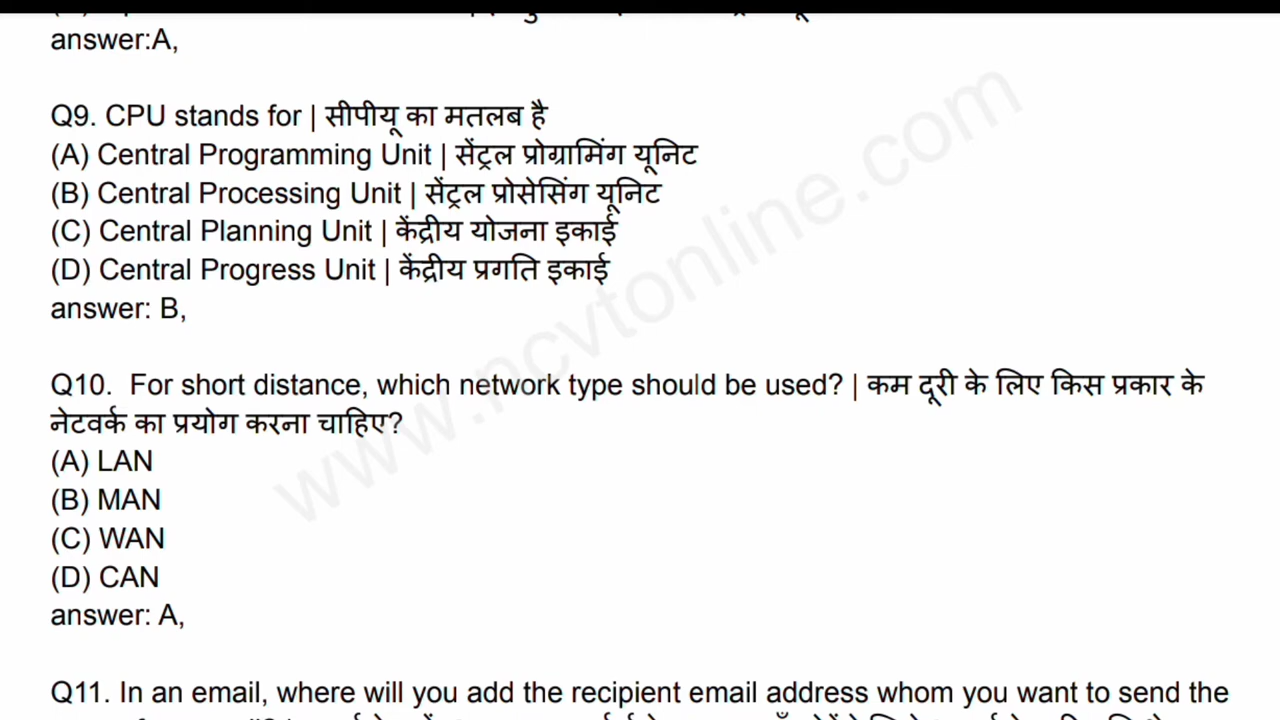 answer:A,
Q9. CPU stands for | सीपीयू का मतलब है
(A) Central Programming Unit | सेंट्रल प्रोग्रामिंग यूनिट
(B) Central Processing Unit | सेंट्रल प्रोसेसिंग यूनिट
(C) Central Planning Unit | केंद्रीय योजना इकाई
(D) Central Progress Unit | केंद्रीय प्रगति इकाई
answer: B,
Q10.  For short distance, which network type should be used? | कम दूरी के लिए किस प्रकार के
नेटवर्क का प्रयोग करना चाहिए?
(A) LAN
(B) MAN
(C) WAN
(D) CAN
answer: A,
Q11. In an email, where will you add the recipient email address whom you want to send the
www.ncvtonline.com